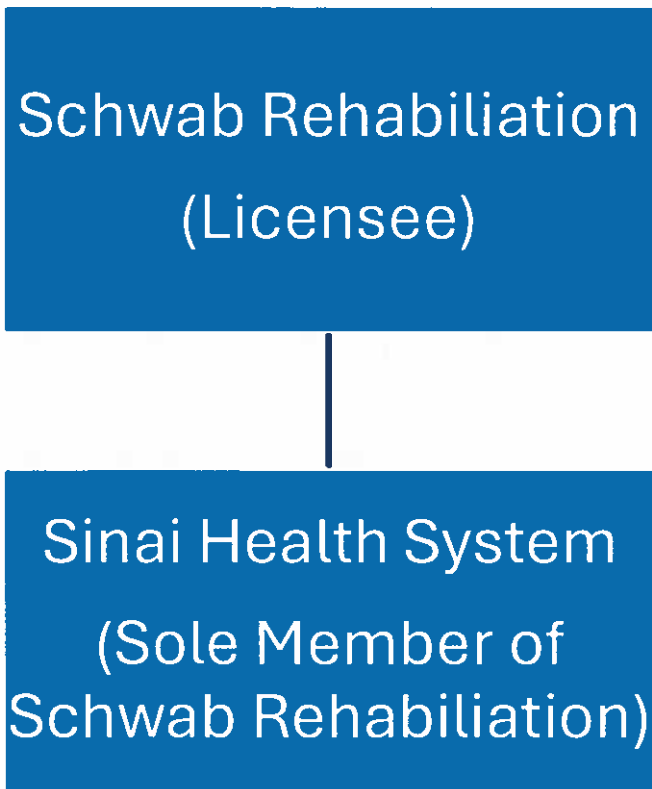 Schwab Rehabiliation
(Licensee)
Sinai Health System
(Sole Member of
Schwab Rehabiliation)